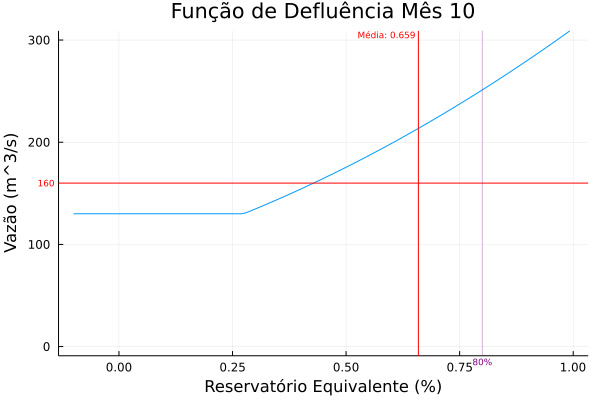 Função de Defluência Mês 10
Média: 0.659
300
200
160
100
0
Vazão (m^3/s)
0.00
0.25
0.50
0.75
80%
1.00
Reservatório Equivalente (%)